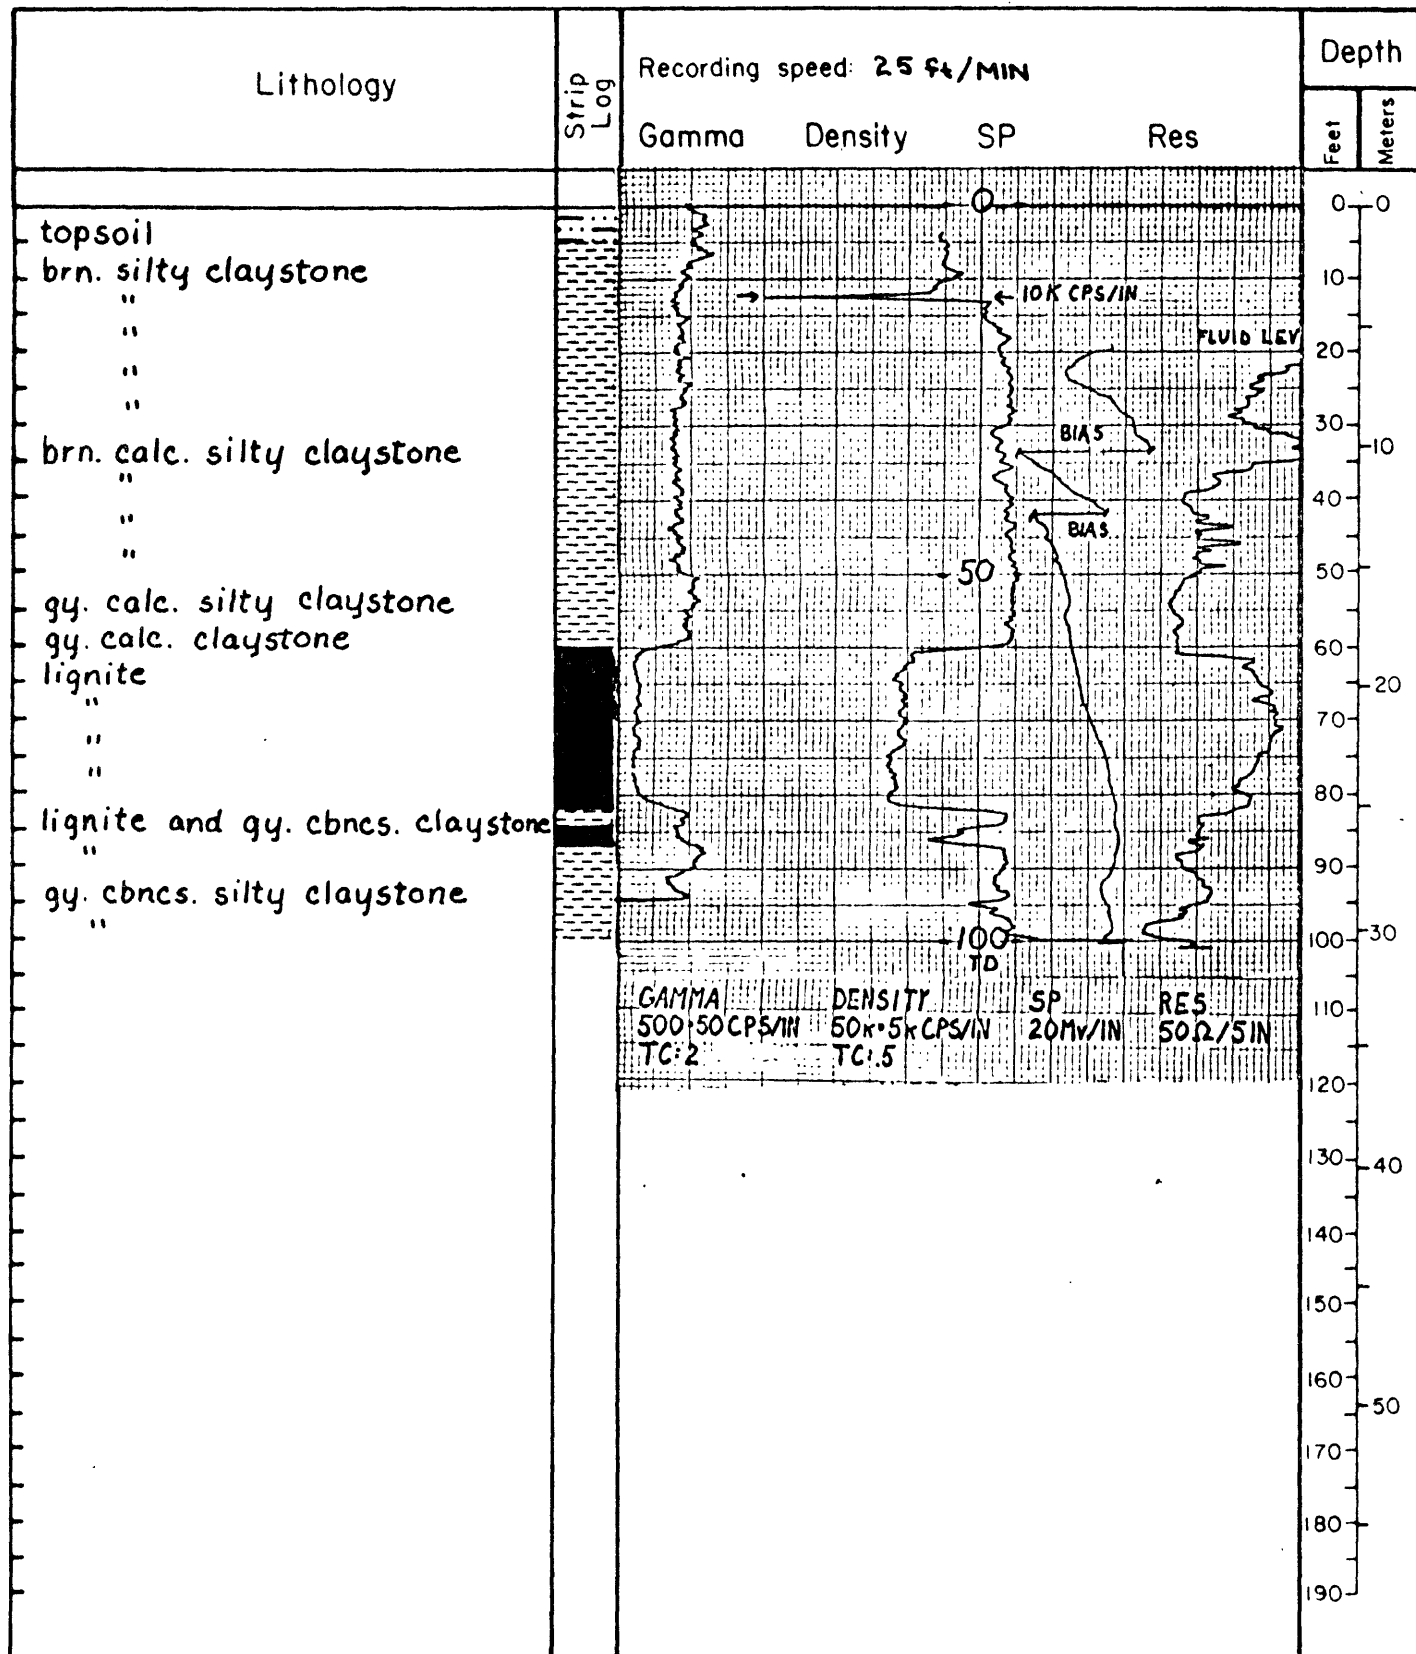 Lithology
Strip Log
Recording speed: 25 ft/MIN
Gamma Density SP Res
Depth
Feet
Meters
0
0 0
topsoil
brn. silty claystone
10
"
10K CPS/IN
"
FLUID LEV
20
"
"
30
BIAS
brn. calc. silty claystone
10
"
40
"
BIAS
"
50
50
gy. calc. silty claystone
gy. calc. claystone
60
lignite
20
"
70
"
"
80
lignite and gy. cbncs. claystone
"
90
gy. cbncs. silty claystone
"
100
TD
100
30
GAMMA
500·50 CPS/IN
TC: 2
DENSITY
50K·5K CPS/IN
TC: .5
SP
20MV/IN
RES
50Ω/5IN
110
120
130
40
140
150
160
50
170
180
190